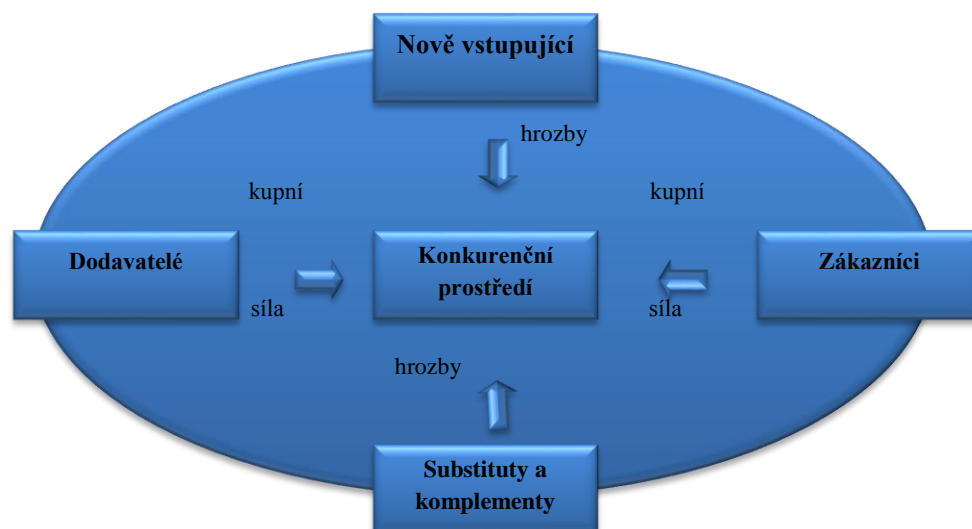 Nově vstupující
hrozby
kupní
kupní
Dodavatelé
Konkurenční
prostředí
Zákazníci
síla
síla
hrozby
Substituty a
komplementy